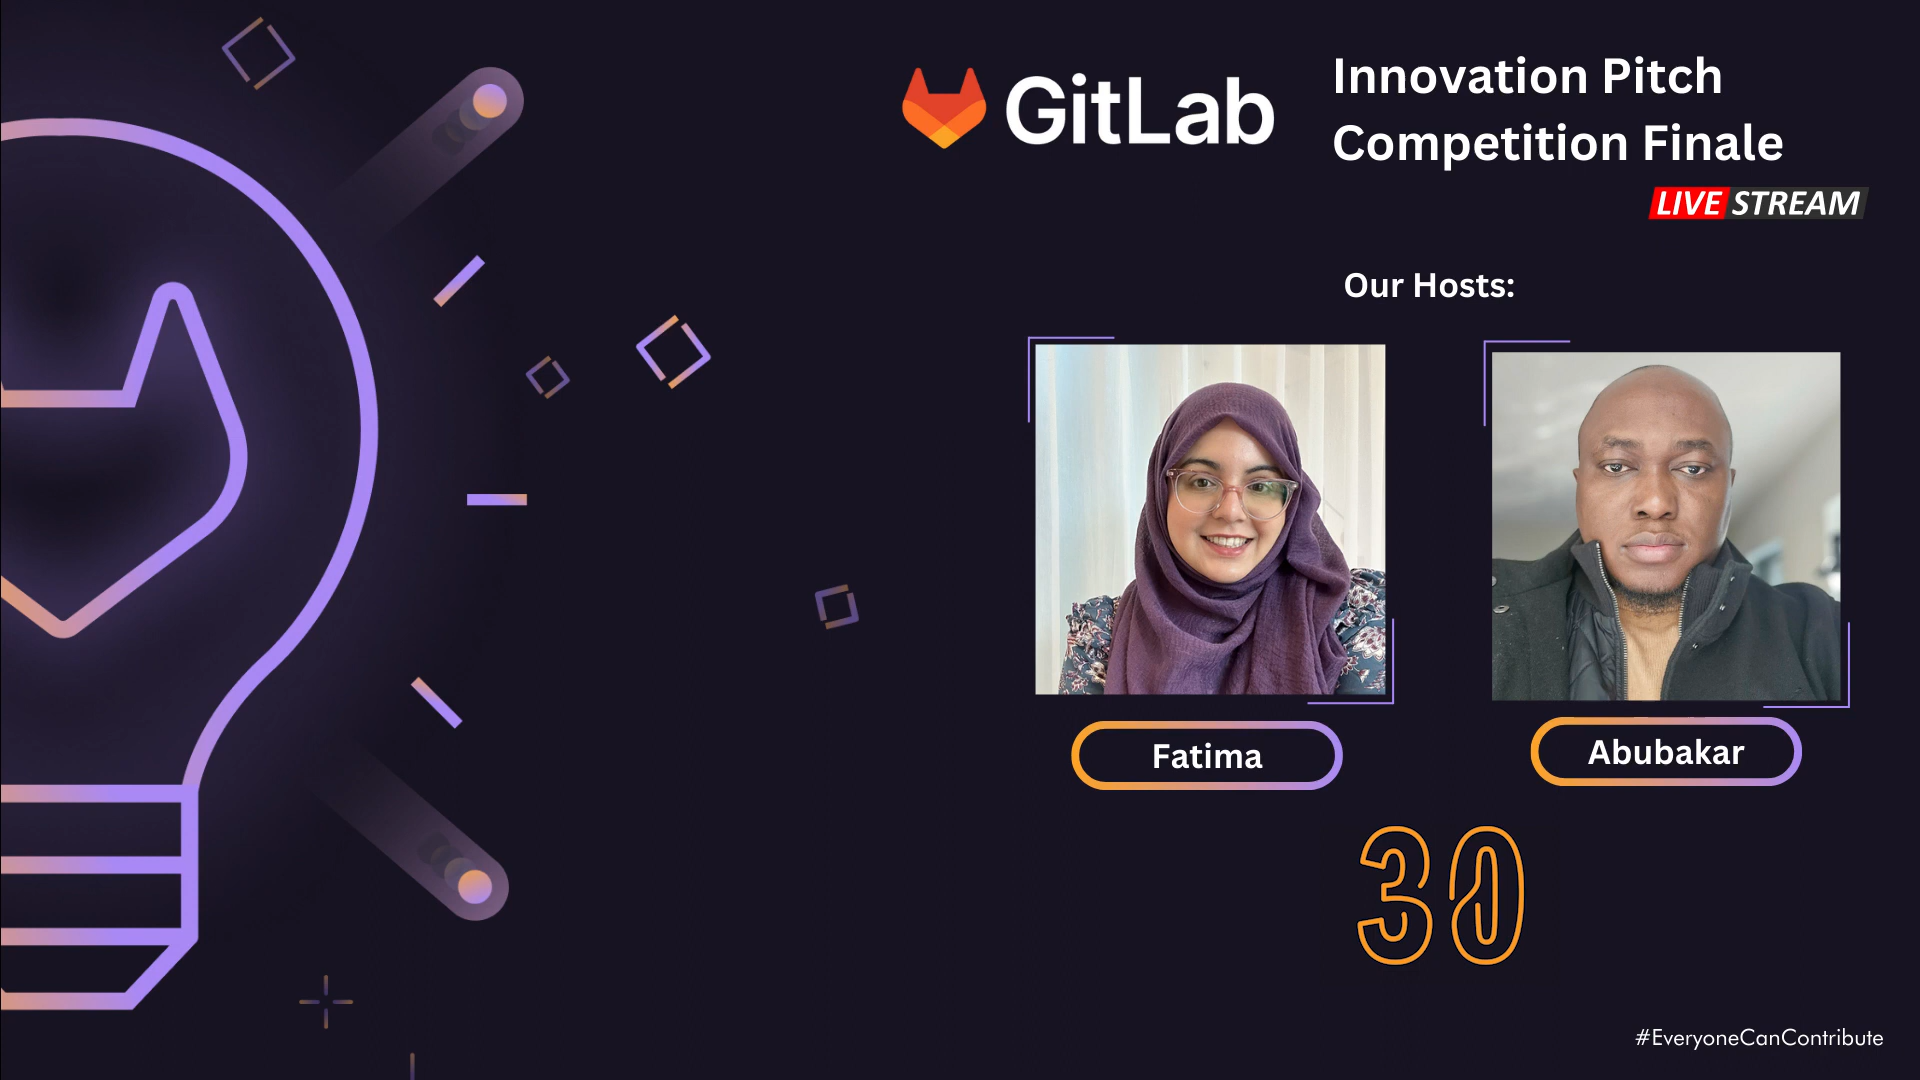 GitLab
Innovation Pitch
Competition Finale
LIVE STREAM
Our Hosts:
Fatima
Abubakar
30
#EveryoneCanContribute